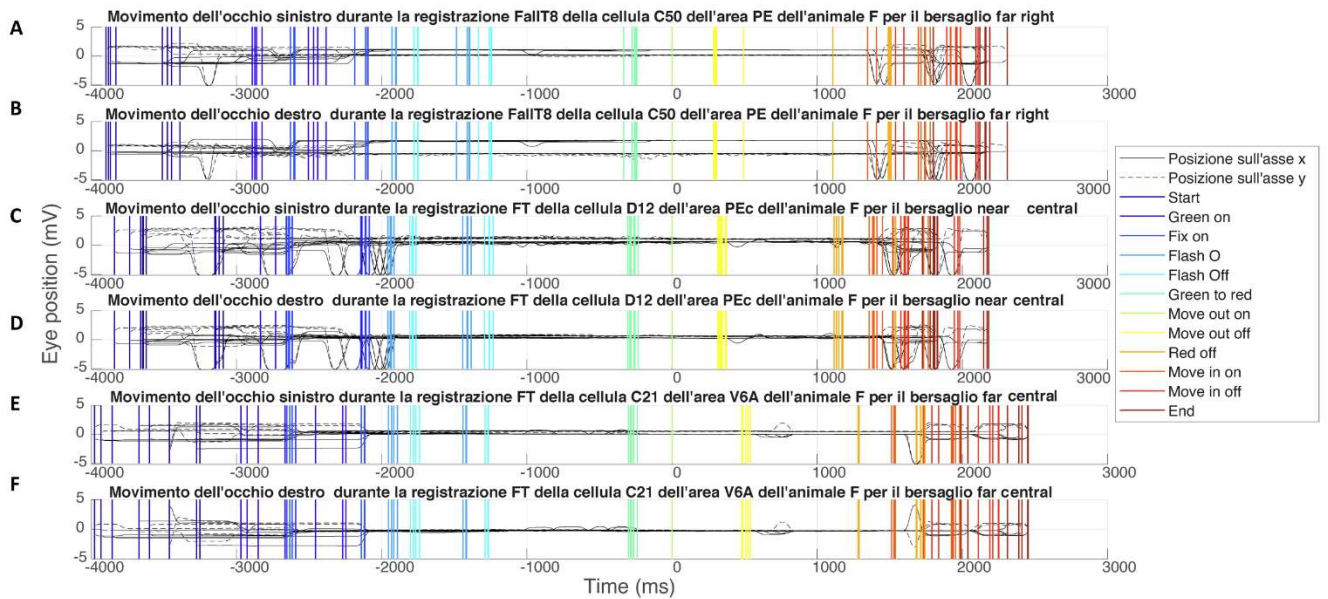 A
Movimento dell'occhio sinistro durante la registrazione FallT8 della cellula C50 dell'area PE dell'animale F per il bersaglio far right
5
0
-5
-4000 -3000 -2000 -1000 0 1000 2000 3000
B
Movimento dell'occhio destro durante la registrazione FallT8 della cellula C50 dell'area PE dell'animale F per il bersaglio far right
5
0
-5
-4000 -3000 -2000 -1000 0 1000 2000 3000
C
Movimento dell'occhio sinistro durante la registrazione FT della cellula D12 dell'area PEc dell'animale F per il bersaglio near central
5
0
-5
-4000 -3000 -2000 -1000 0 1000 2000 3000
D
Movimento dell'occhio destro durante la registrazione FT della cellula D12 dell'area PEc dell'animale F per il bersaglio near central
5
0
-5
-4000 -3000 -2000 -1000 0 1000 2000 3000
E
Movimento dell'occhio sinistro durante la registrazione FT della cellula C21 dell'area V6A dell'animale F per il bersaglio far central
5
0
-5
-4000 -3000 -2000 -1000 0 1000 2000 3000
F
Movimento dell'occhio destro durante la registrazione FT della cellula C21 dell'area V6A dell'animale F per il bersaglio far central
5
0
-5
-4000 -3000 -2000 -1000 0 1000 2000 3000
Eye position (mV)
Time (ms)
Posizione sull'asse x
Posizione sull'asse y
Start
Green on
Fix on
Flash O
Flash Off
Green to red
Move out on
Move out off
Red off
Move in on
Move in off
End